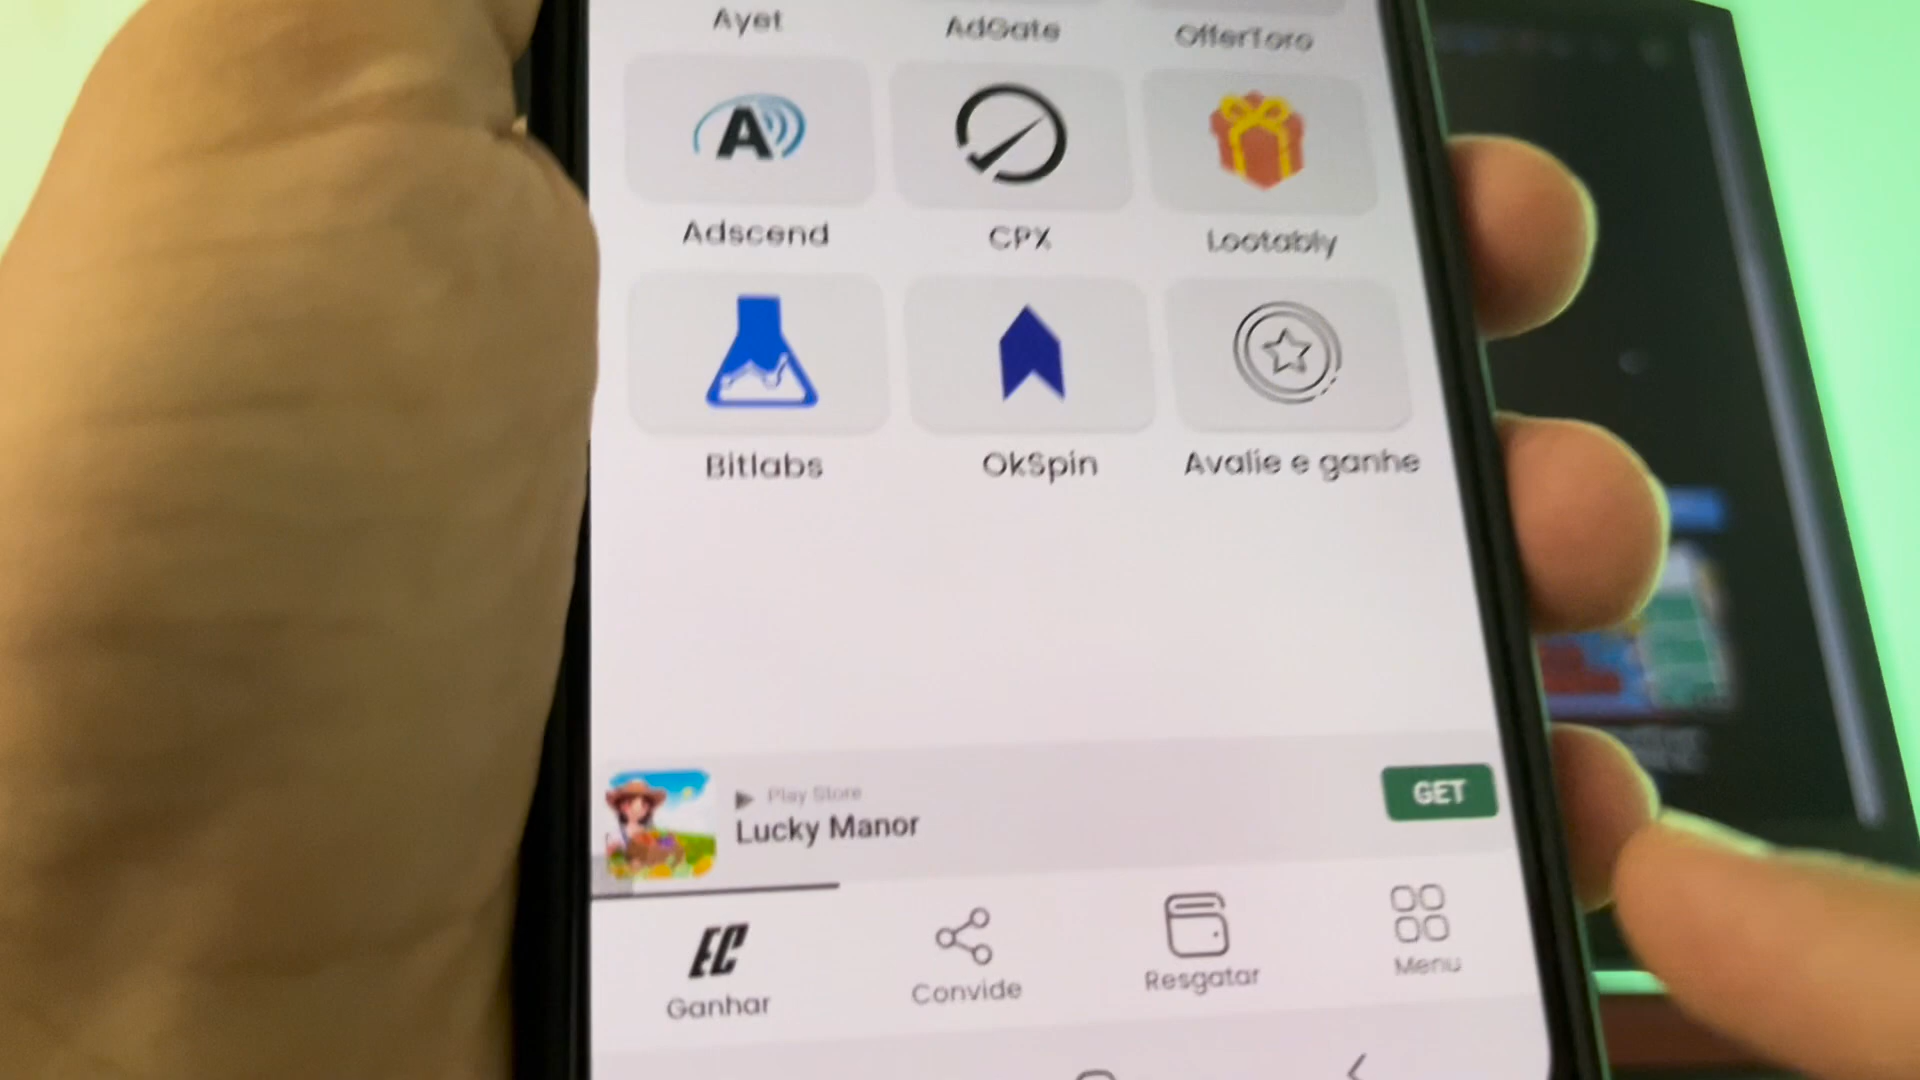 Ayet AdGate OfferToro
Adscend CPX Lootably
Bitlabs OkSpin Avalie e ganhe
Play Store
Lucky Manor
GET
EC
Ganhar Convide Resgatar Menu